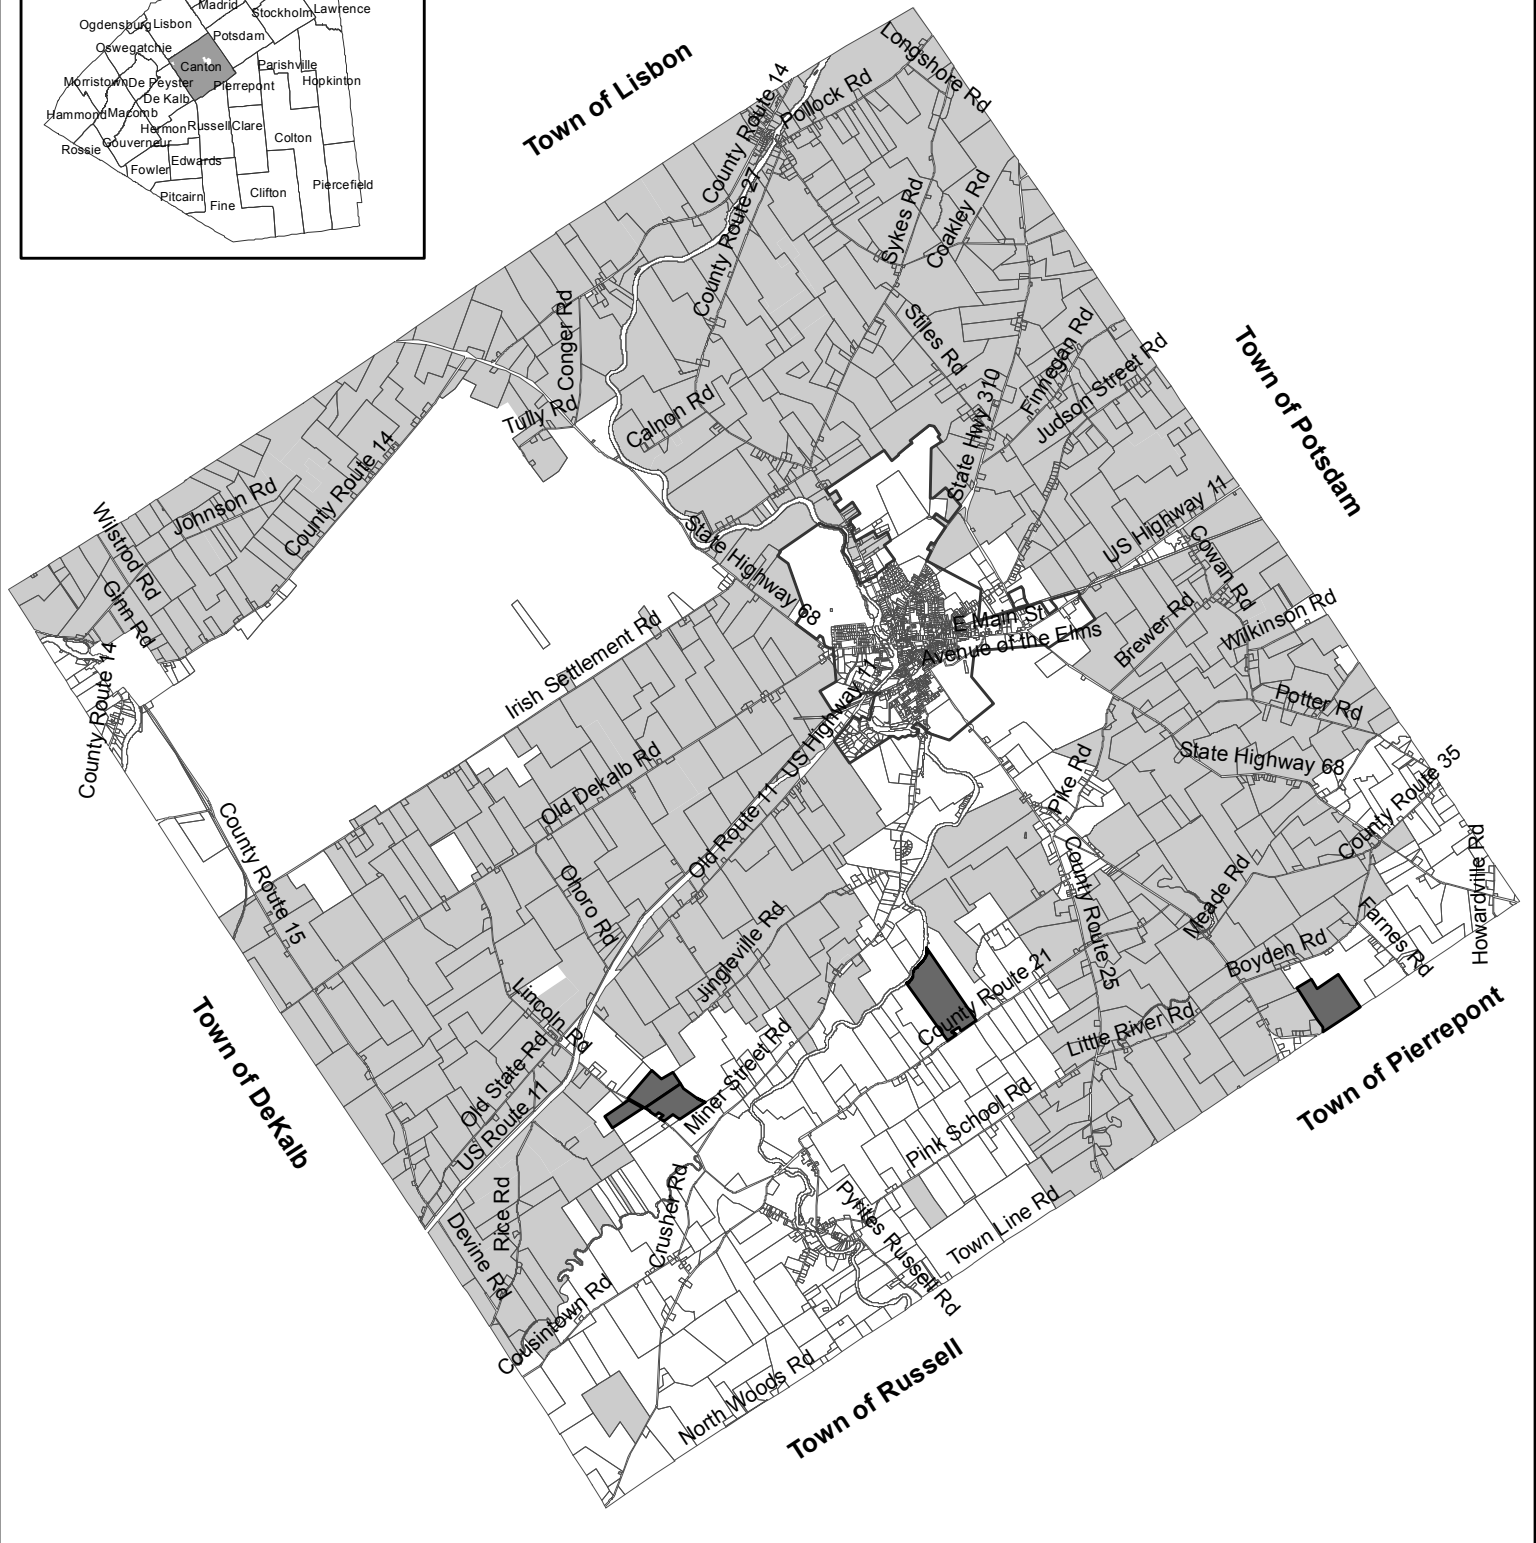 Madrid
Stockholm
Lawrence
Ogdensburg
Lisbon
Potsdam
Oswegatchie
Canton
Parishville
Hopkinton
Morristown
De Peyster
Pierrepont
De Kalb
Hammond
Macomb
Hermon
Russell
Clare
Colton
Gouverneur
Rossie
Edwards
Fowler
Piercefield
Pitcairn
Fine
Clifton
Town of Lisbon
Longshore Rd
County Route 14
Pollock Rd
County Route 27
Sykes Rd
Coakley Rd
Conger Rd
Stiles Rd
Finnegan Rd
Judson Street Rd
Town of Potsdam
Tully Rd
Calnon Rd
State Hwy 310
County Route 14
Johnson Rd
Wilstrod Rd
Ginn Rd
State Highway 68
US Highway 11
Cowan Rd
Wilkinson Rd
Brewer Rd
E Main St
Avenue of the Elms
Irish Settlement Rd
County Route 14
US Highway 11
Potter Rd
State Highway 68
County Route 35
Old Dekalb Rd
Old Route 11
Pike Rd
County Route 15
Ohoro Rd
County Route 25
Meade Rd
Howardville Rd
Jingleville Rd
Farnes Rd
Boyden Rd
County Route 21
Lincoln Rd
Little River Rd
Town of DeKalb
Old State Rd
US Route 11
Miner Street Rd
Town of Pierrepont
Pink School Rd
Crusher Rd
Rice Rd
Devine Rd
Pyrites Russell Rd
Town Line Rd
Cousintown Rd
North Woods Rd
Town of Russell